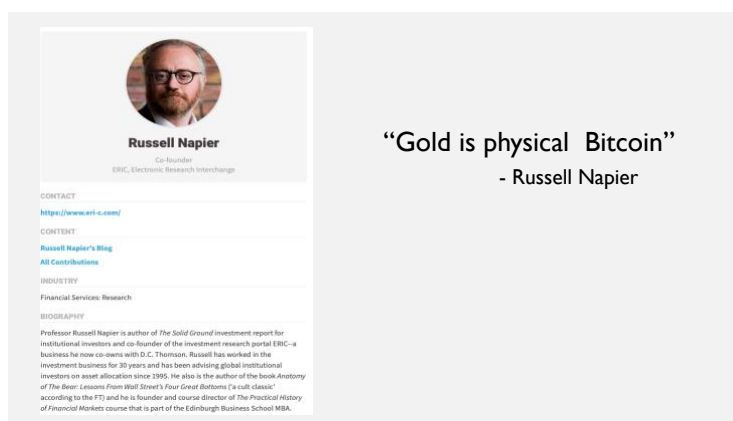 Russell Napier
Co-founder
ERIC, Electronic Research Interchange
CONTACT
https://www.eri-c.com/
CONTENT
Russell Napier's Blog
All Contributions
INDUSTRY
Financial Services: Research
BIOGRAPHY
Professor Russell Napier is author of The Solid Ground investment report for
institutional investors and co-founder of the investment research portal ERIC--a
business he now co-owns with D.C. Thomson. Russell has worked in the
investment business for 30 years and has been advising global institutional
investors on asset allocation since 1995. He also is the author of the book Anatomy
of The Bear: Lessons From Wall Street's Four Great Bottoms ('a cult classic'
according to the FT) and he is founder and course director of The Practical History
of Financial Markets course that is part of the Edinburgh Business School MBA.
“Gold is physical Bitcoin”
- Russell Napier